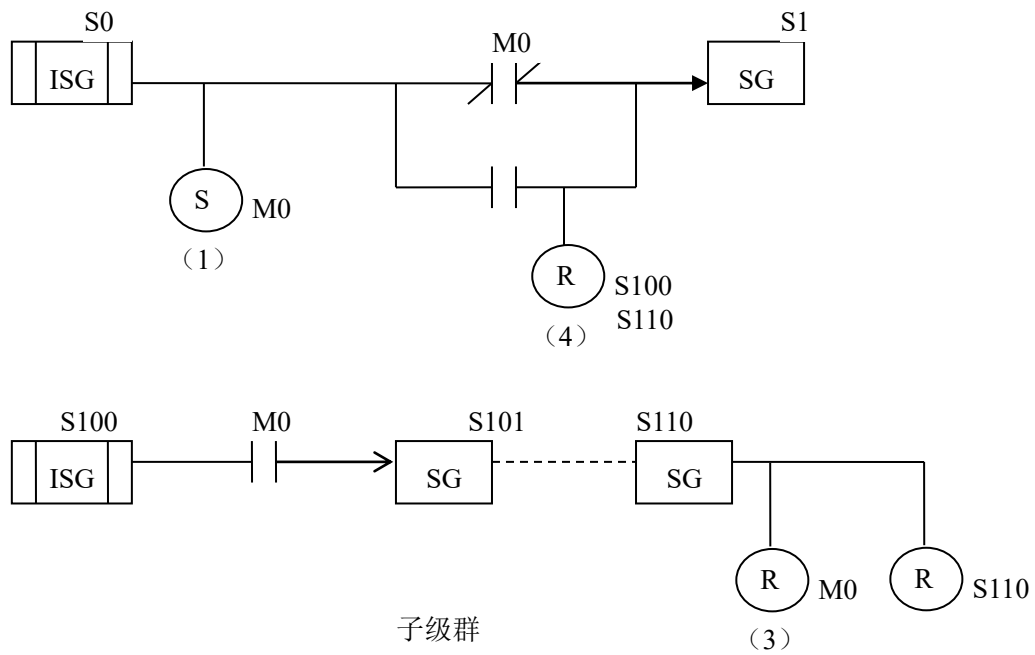 S0
S1
M0
ISG
SG
S
M0
（1）
R
S100
S110
（4）
S100
M0
S101
S110
ISG
SG
SG
R
M0
R
S110
子级群
（3）